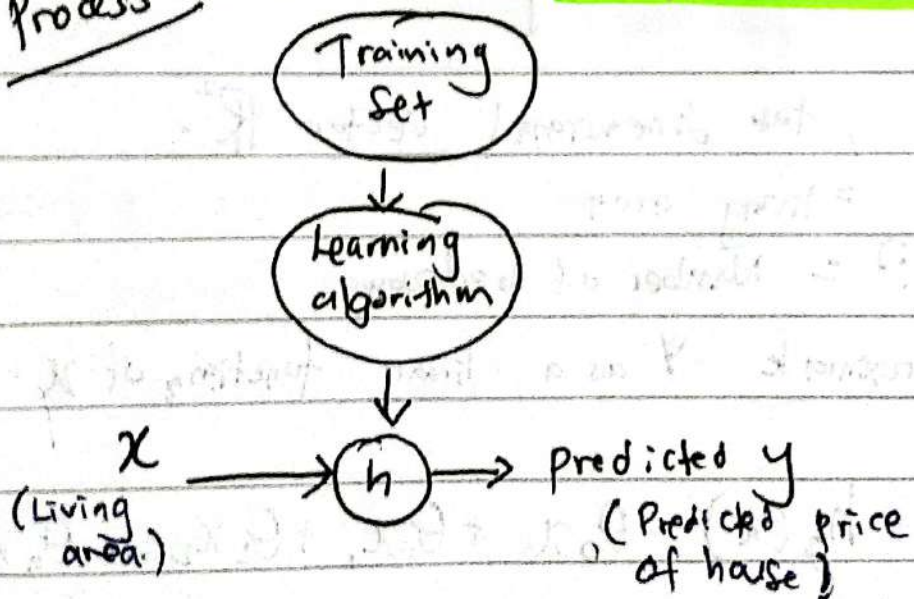 Process
Training
Set
Learning
algorithm
x
h
predicted y
(Living
area.)
(Predicted price
of house)